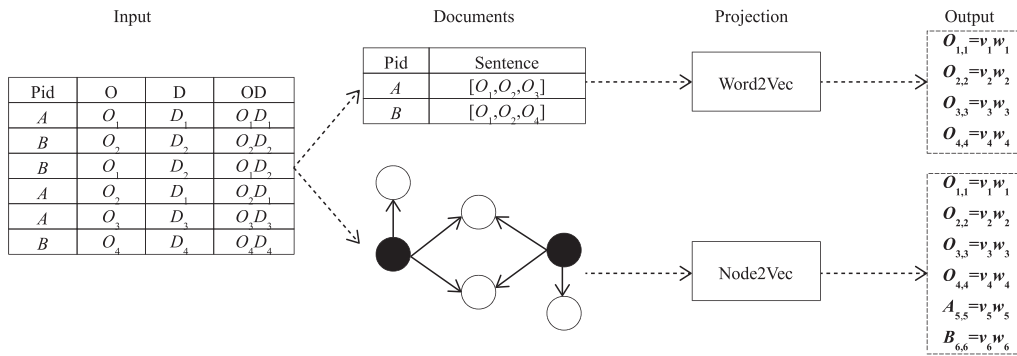 Input Documents Projection Output
Pid O D OD
A O₁ D₁ O₁D₁
B O₂ D₂ O₂D₂
B O₁ D₂ O₁D₂
A O₂ D₁ O₂D₁
A O₃ D₃ O₃D₃
B O₄ D₄ O₄D₄
Pid Sentence
A [O₁,O₂,O₃]
B [O₁,O₂,O₄]
Word2Vec
O₁,₁=v₁w₁
O₂,₂=v₂w₂
O₃,₃=v₃w₃
O₄,₄=v₄w₄
Node2Vec
O₁,₁=v₁w₁
O₂,₂=v₂w₂
O₃,₃=v₃w₃
O₄,₄=v₄w₄
A₅,₅=v₅w₅
B₆,₆=v₆w₆